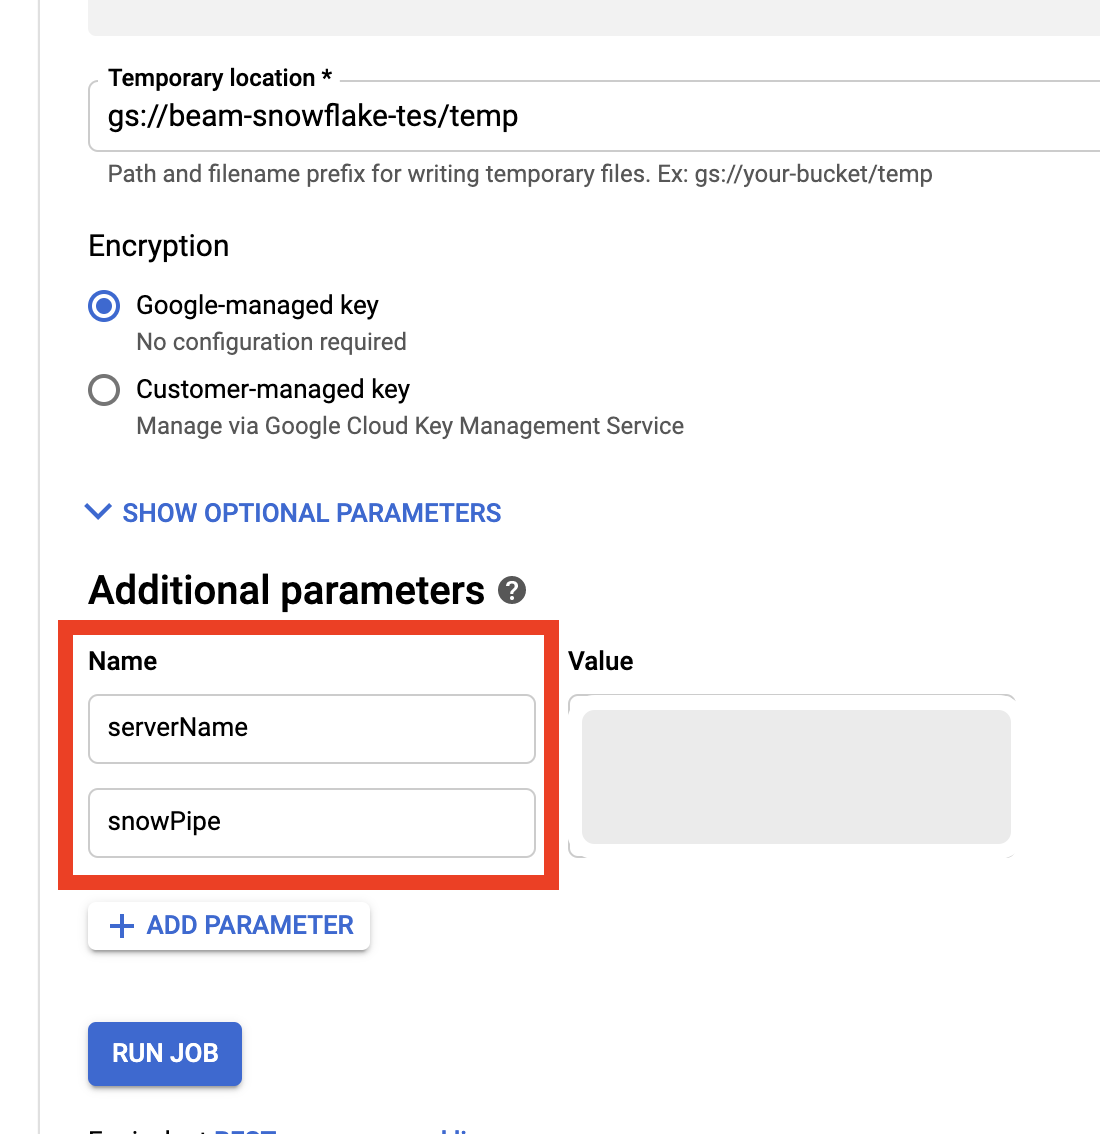 Temporary location *
gs://beam-snowflake-tes/temp
Path and filename prefix for writing temporary files. Ex: gs://your-bucket/temp
Encryption
Google-managed key
No configuration required
Customer-managed key
Manage via Google Cloud Key Management Service
SHOW OPTIONAL PARAMETERS
Additional parameters ?
Name Value
serverName
snowPipe
+ ADD PARAMETER
RUN JOB